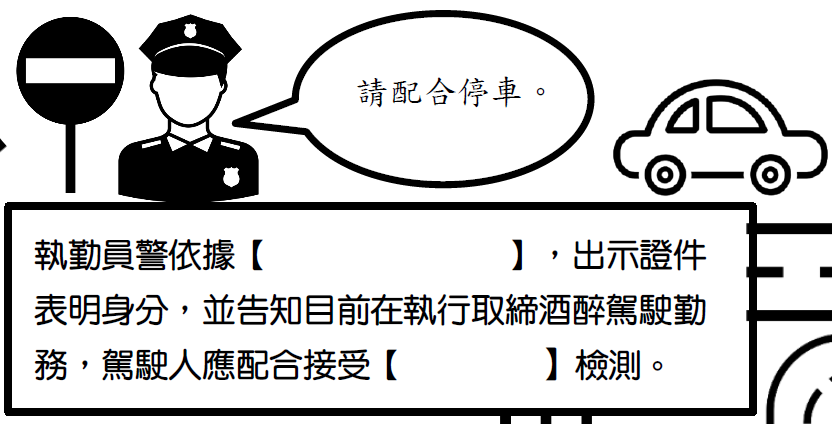 請配合停車。
執勤員警依據【　　　　　　　】，出示證件
表明身分，並告知目前在執行取締酒醉駕駛勤
務，駕駛人應配合接受【　　　　】檢測。